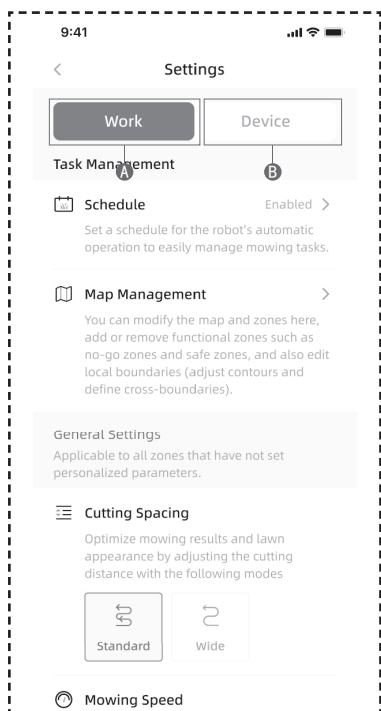 9:41
Settings
Work Device
A B
Task Management
Schedule Enabled
Set a schedule for the robot's automatic
operation to easily manage mowing tasks.
Map Management
You can modify the map and zones here,
add or remove functional zones such as
no-go zones and safe zones, and also edit
local boundaries (adjust contours and
define cross-boundaries).
General Settings
Applicable to all zones that have not set
personalized parameters.
Cutting Spacing
Optimize mowing results and lawn
appearance by adjusting the cutting
distance with the following modes
Standard Wide
Mowing Speed